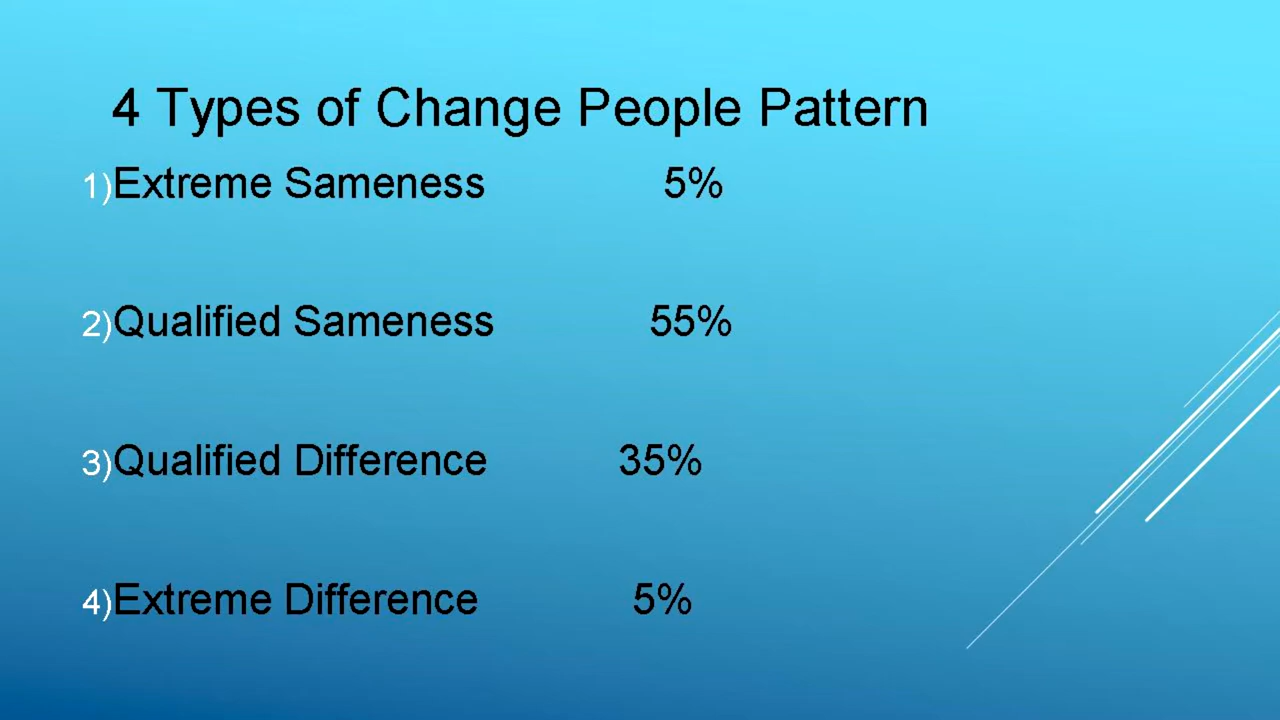 4 Types of Change People Pattern
1)Extreme Sameness 5%
2)Qualified Sameness 55%
3)Qualified Difference 35%
4)Extreme Difference 5%